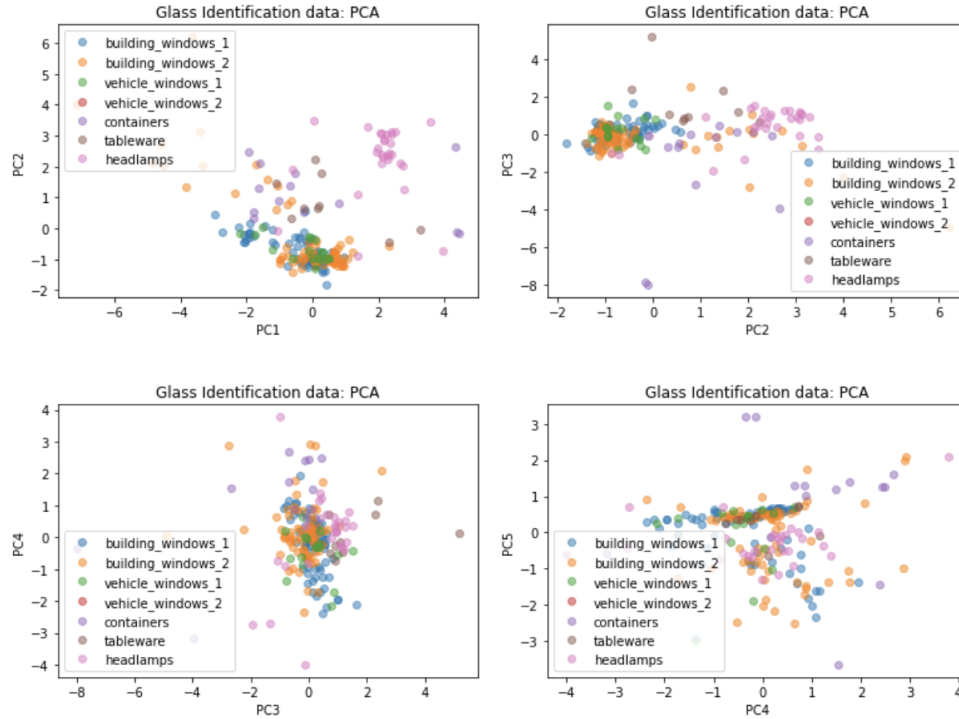 Glass Identification data: PCA
6
5
4
3
2
1
0
−1
−2
PC2
building_windows_1
building_windows_2
vehicle_windows_1
vehicle_windows_2
containers
tableware
headlamps
−6 −4 −2 0 2 4
PC1
Glass Identification data: PCA
4
2
0
−2
−4
−6
−8
PC3
building_windows_1
building_windows_2
vehicle_windows_1
vehicle_windows_2
containers
tableware
headlamps
−2 −1 0 1 2 3 4 5 6
PC2
Glass Identification data: PCA
4
3
2
1
0
−1
−2
−3
−4
PC4
building_windows_1
building_windows_2
vehicle_windows_1
vehicle_windows_2
containers
tableware
headlamps
−8 −6 −4 −2 0 2 4
PC3
Glass Identification data: PCA
3
2
1
0
−1
−2
−3
PC5
building_windows_1
building_windows_2
vehicle_windows_1
vehicle_windows_2
containers
tableware
headlamps
−4 −3 −2 −1 0 1 2 3 4
PC4